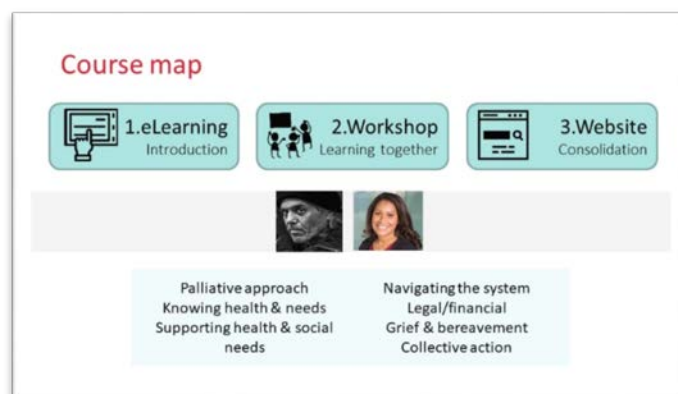 Course map
1.eLearning
Introduction
2.Workshop
Learning together
3.Website
Consolidation
Palliative approach
Knowing health & needs
Supporting health & social
needs
Navigating the system
Legal/financial
Grief & bereavement
Collective action